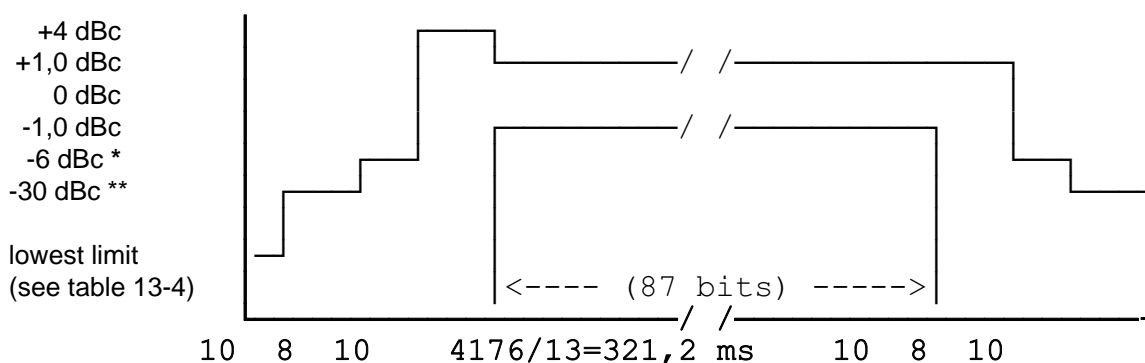 +4 dBc
+1,0 dBc
0 dBc
-1,0 dBc
-6 dBc *
-30 dBc **
lowest limit
(see table 13-4)
<---- (87 bits) ----->
10 8 10 4176/13=321,2 ms 10 8 10